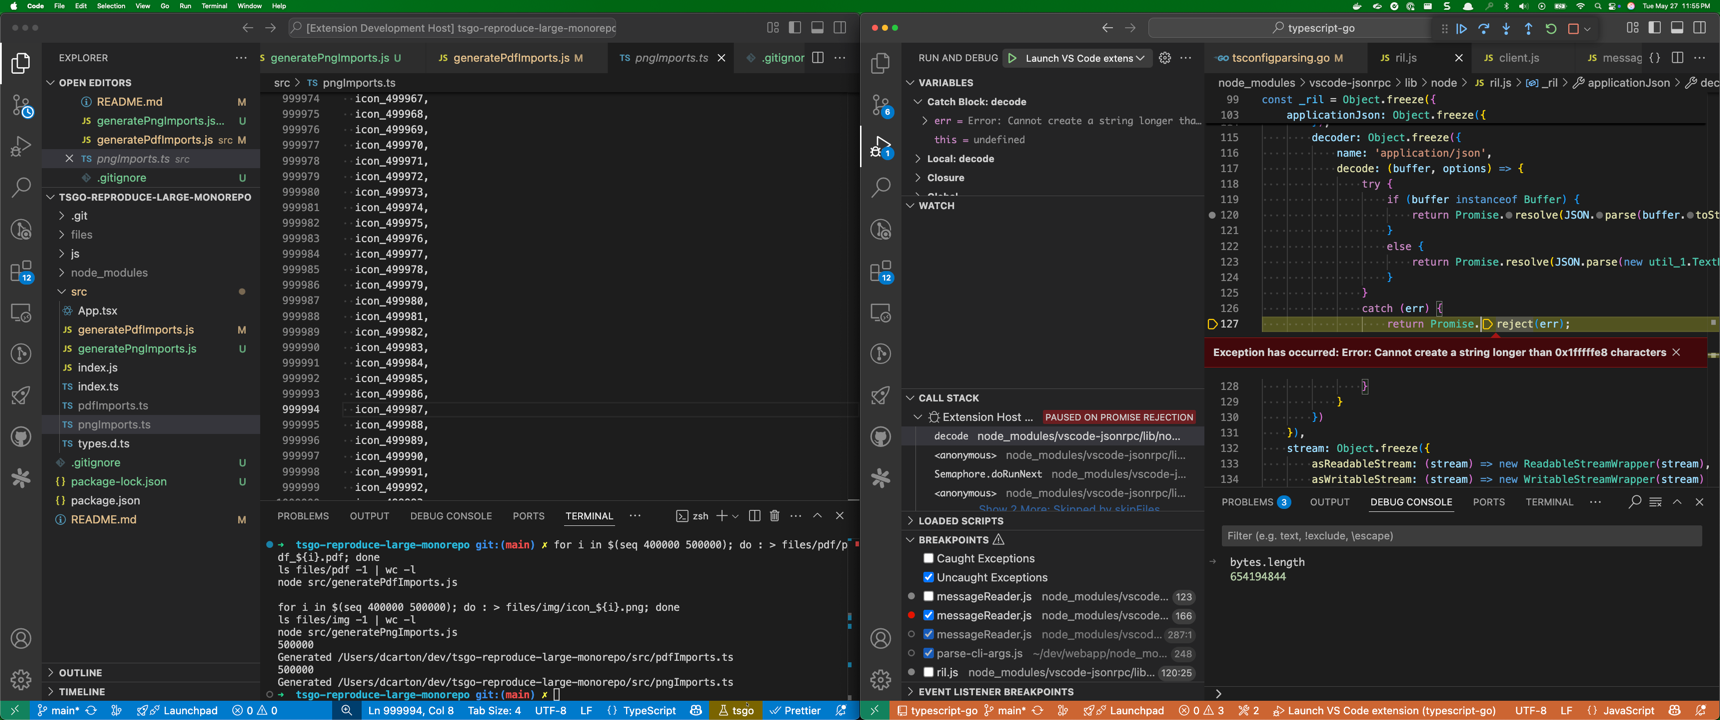 Code File Edit Selection View Go Run Terminal Window Help
Tue May 27 11:55 PM
[Extension Development Host] tsgo-reproduce-large-monorepo
EXPLORER
OPEN EDITORS
README.md M
generatePngImports.js... U
generatePdfImports.js src M
pngImports.ts src
.gitignore U
TSGO-REPRODUCE-LARGE-MONOREPO
.git
files
js
node_modules
src
App.tsx
generatePdfImports.js M
generatePngImports.js U
index.js
index.ts
pdfImports.ts
pngImports.ts
types.d.ts
.gitignore U
package-lock.json U
package.json
README.md M
OUTLINE
TIMELINE
12
generatePngImports.js U
generatePdfImports.js M
pngImports.ts
.gitignor
src > TS pngImports.ts
999974 icon_499967,
999975 icon_499968,
999976 icon_499969,
999977 icon_499970,
999978 icon_499971,
999979 icon_499972,
999980 icon_499973,
999981 icon_499974,
999982 icon_499975,
999983 icon_499976,
999984 icon_499977,
999985 icon_499978,
999986 icon_499979,
999987 icon_499980,
999988 icon_499981,
999989 icon_499982,
999990 icon_499983,
999991 icon_499984,
999992 icon_499985,
999993 icon_499986,
999994 icon_499987,
999995 icon_499988,
999996 icon_499989,
999997 icon_499990,
999998 icon_499991,
999999 icon_499992,
PROBLEMS OUTPUT DEBUG CONSOLE PORTS TERMINAL zsh
tsgo-reproduce-large-monorepo git:(main) ✗ for i in $(seq 400000 500000); do : > files/pdf/p
df_${i}.pdf; done
ls files/pdf -1 | wc -l
node src/generatePdfImports.js
for i in $(seq 400000 500000); do : > files/img/icon_${i}.png; done
ls files/img -1 | wc -l
node src/generatePngImports.js
500000
Generated /Users/dcarton/dev/tsgo-reproduce-large-monorepo/src/pdfImports.ts
500000
Generated /Users/dcarton/dev/tsgo-reproduce-large-monorepo/src/pngImports.ts
tsgo-reproduce-large-monorepo git:(main) ✗
main* Launchpad 0 0 Ln 999994, Col 8 Tab Size: 4 UTF-8 LF {} TypeScript tsgo Prettier
typescript-go
6
1
12
RUN AND DEBUG Launch VS Code extens
VARIABLES
Catch Block: decode
err = Error: Cannot create a string longer tha...
this = undefined
Local: decode
Closure
Global
WATCH
CALL STACK
Extension Host ... PAUSED ON PROMISE REJECTION
decode node_modules/vscode-jsonrpc/lib/no...
<anonymous> node_modules/vscode-jsonrpc/li...
Semaphore.doRunNext node_modules/vscode-j...
<anonymous> node_modules/vscode-jsonrpc/li...
Show 2 More: Skipped by skipFiles
LOADED SCRIPTS
BREAKPOINTS
Caught Exceptions
Uncaught Exceptions
messageReader.js node_modules/vscode... 123
messageReader.js node_modules/vscode... 166
messageReader.js node_modules/vscod... 287:1
parse-cli-args.js ~/dev/webapp/node_mo... 248
ril.js node_modules/vscode-jsonrpc/lib... 120:25
EVENT LISTENER BREAKPOINTS
tsconfigparsing.go M
ril.js
client.js
messag
node_modules > vscode-jsonrpc > lib > node > JS ril.js > _ril > applicationJson > dec
99 const _ril = Object.freeze({
103 applicationJson: Object.freeze({
115 decoder: Object.freeze({
116 name: 'application/json',
117 decode: (buffer, options) => {
118 try {
119 if (buffer instanceof Buffer) {
120 return Promise.resolve(JSON.parse(buffer.toSt
121 }
122 else {
123 return Promise.resolve(JSON.parse(new util_1.TextD
124 }
125 }
126 catch (err) {
127 return Promise.reject(err);
Exception has occurred: Error: Cannot create a string longer than 0x1fffffe8 characters
128 }
129 }
130 })
131 }),
132 stream: Object.freeze({
133 asReadableStream: (stream) => new ReadableStreamWrapper(stream),
134 asWritableStream: (stream) => new WritableStreamWrapper(stream)
PROBLEMS 3 OUTPUT DEBUG CONSOLE PORTS TERMINAL
Filter (e.g. text, !exclude, \escape)
bytes.length
654194844
typescript-go main* Launchpad 0 3 2 Launch VS Code extension (typescript-go) UTF-8 LF {} JavaScript